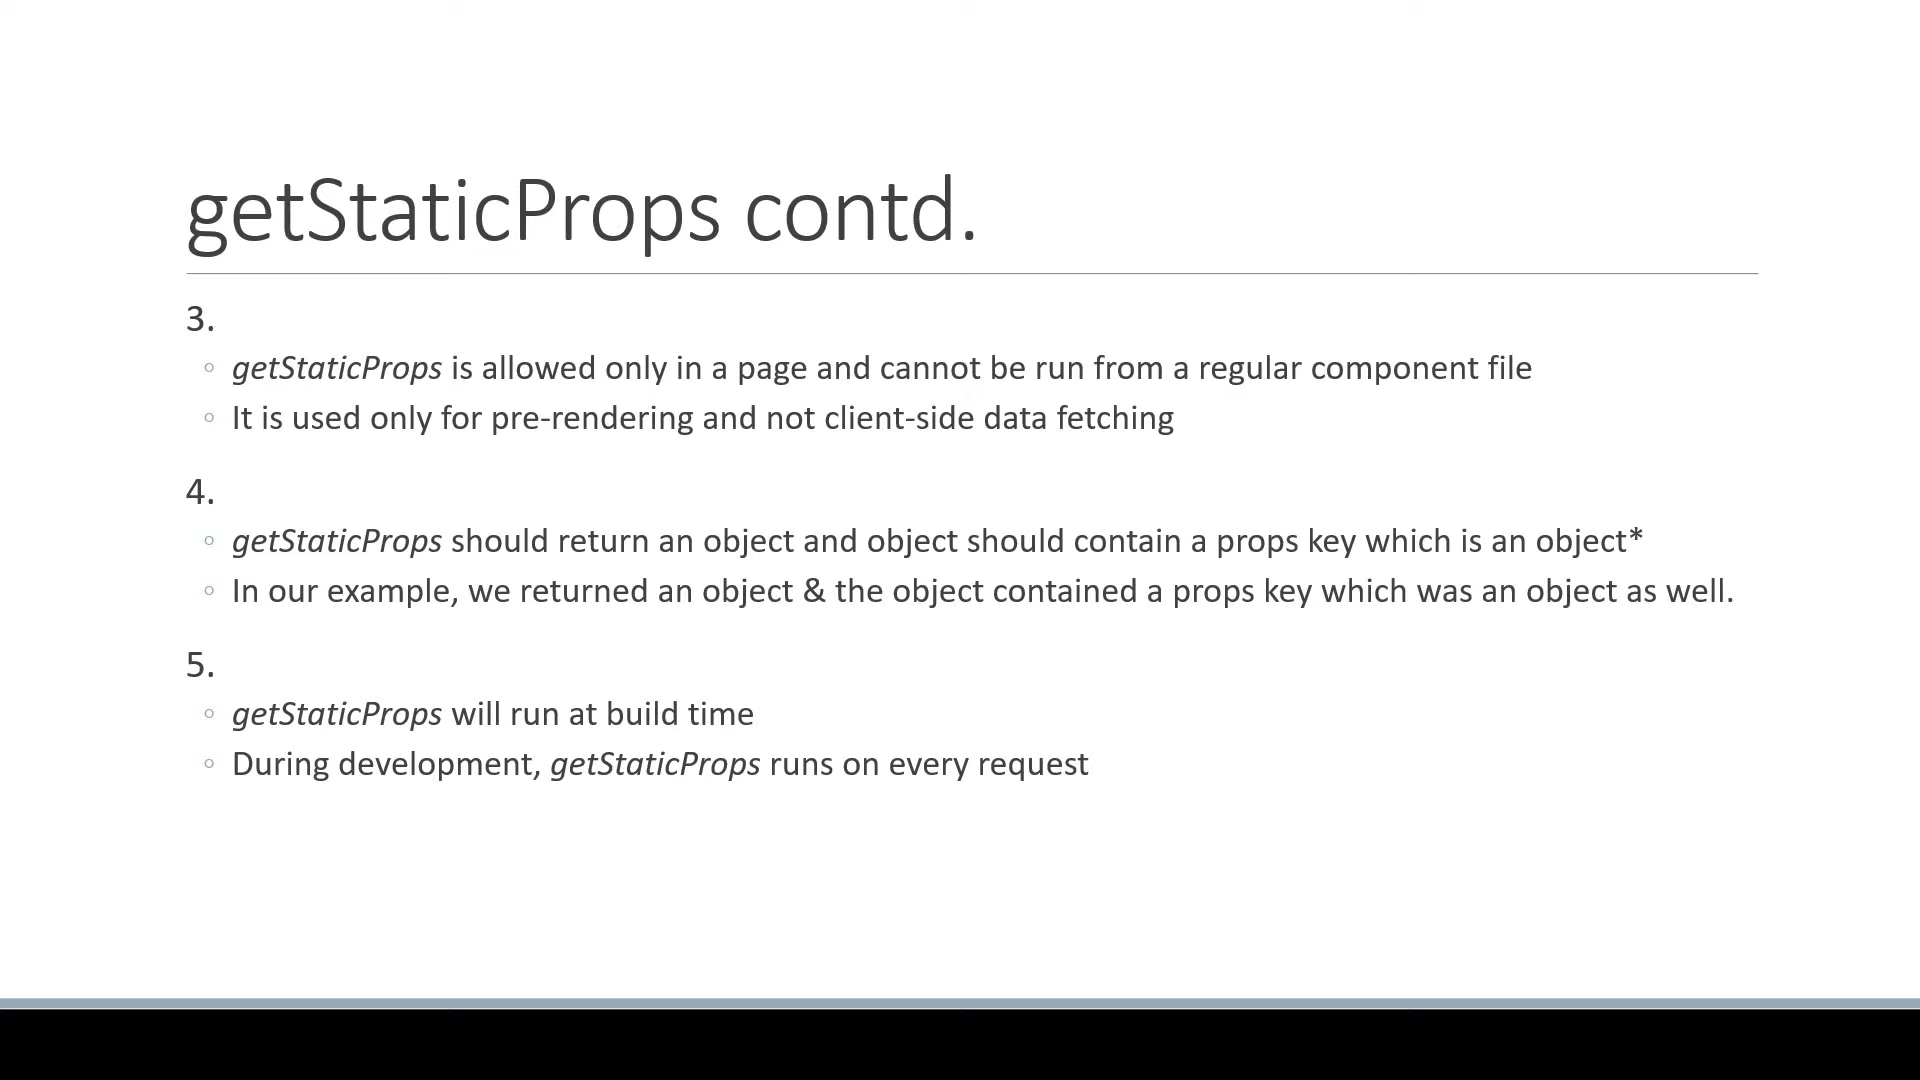 getStaticProps contd.
3.
◦ getStaticProps is allowed only in a page and cannot be run from a regular component file
◦ It is used only for pre-rendering and not client-side data fetching
4.
◦ getStaticProps should return an object and object should contain a props key which is an object*
◦ In our example, we returned an object & the object contained a props key which was an object as well.
5.
◦ getStaticProps will run at build time
◦ During development, getStaticProps runs on every request